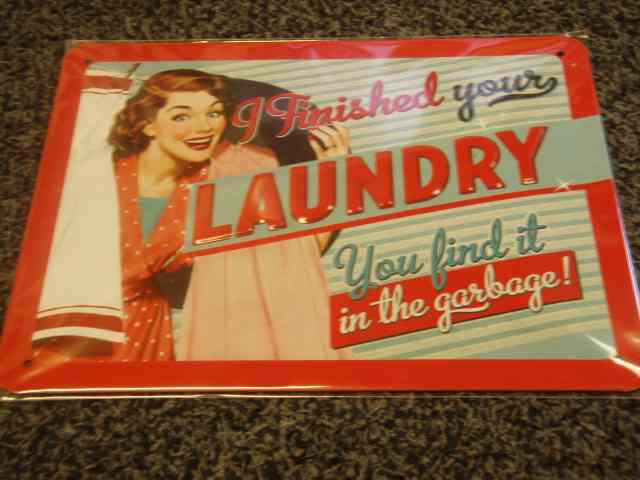 I Finished your
LAUNDRY
You find it
in the garbage!